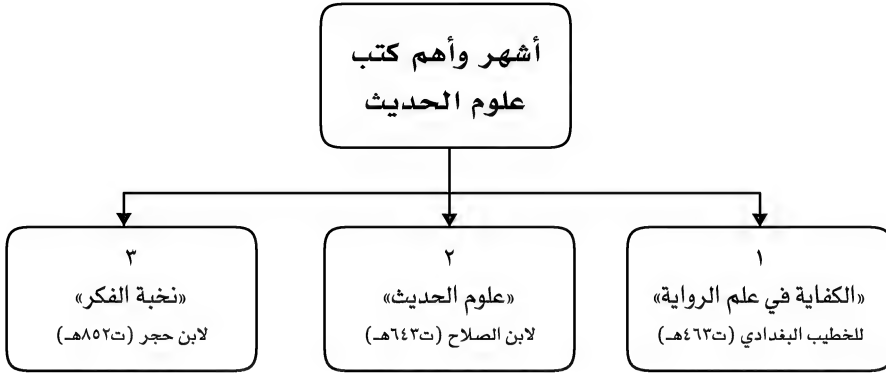 أشهر وأهم كتب
علوم الحديث
١
«الكفاية في علم الرواية»
للخطيب البغدادي (ت٤٦٣هـ)
٢
«علوم الحديث»
لابن الصلاح (ت٦٤٣هـ)
٣
«نخبة الفكر»
لابن حجر (ت٨٥٢هـ)